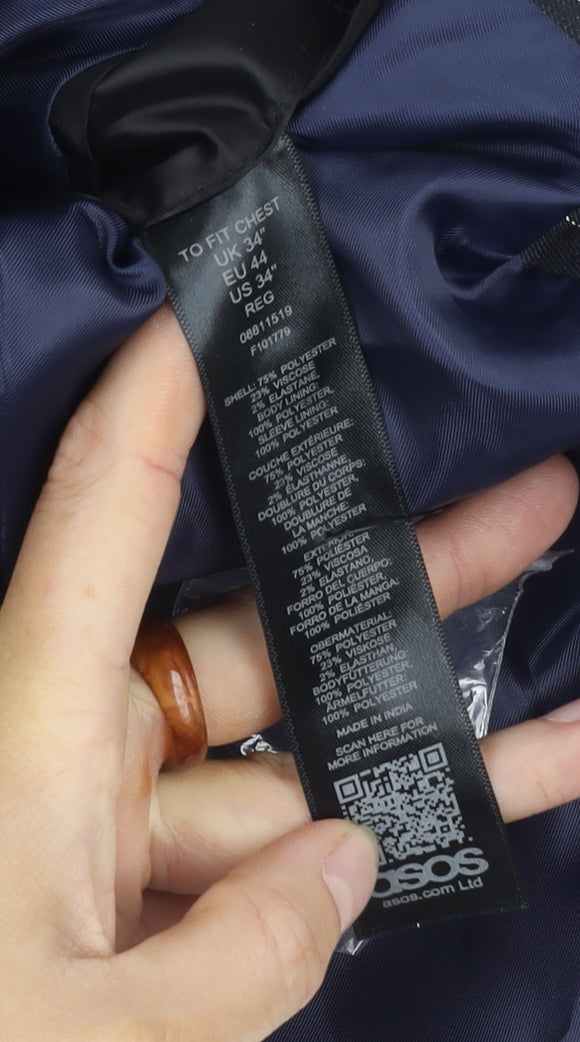 TO FIT CHEST
UK 34"
EU 44
US 34"
REG
08811519
F101779
SHELL: 75% POLYESTER
23% VISCOSE
2% ELASTANE,
BODY LINING:
100% POLYESTER,
SLEEVE LINING:
100% POLYESTER
COUCHE EXTÉRIEURE:
75% POLYESTER
23% VISCOSE
2% ÉLASTHANNE,
DOUBLURE DU CORPS:
100% POLYESTER,
DOUBLURE DE
LA MANCHE:
100% POLYESTER
75% POLIÉSTER
23% VISCOSA
2% ELASTANO,
FORRO DEL CUERPO:
100% POLIÉSTER,
FORRO DE LA MANGA:
100% POLIÉSTER
OBERMATERIAL:
75% POLYESTER
23% VISKOSE
2% ELASTHAN,
BODYFÜTTERUNG:
100% POLYESTER,
ÄRMELFUTTER:
100% POLYESTER
MADE IN INDIA
SCAN HERE FOR
MORE INFORMATION
asos
asos.com Ltd